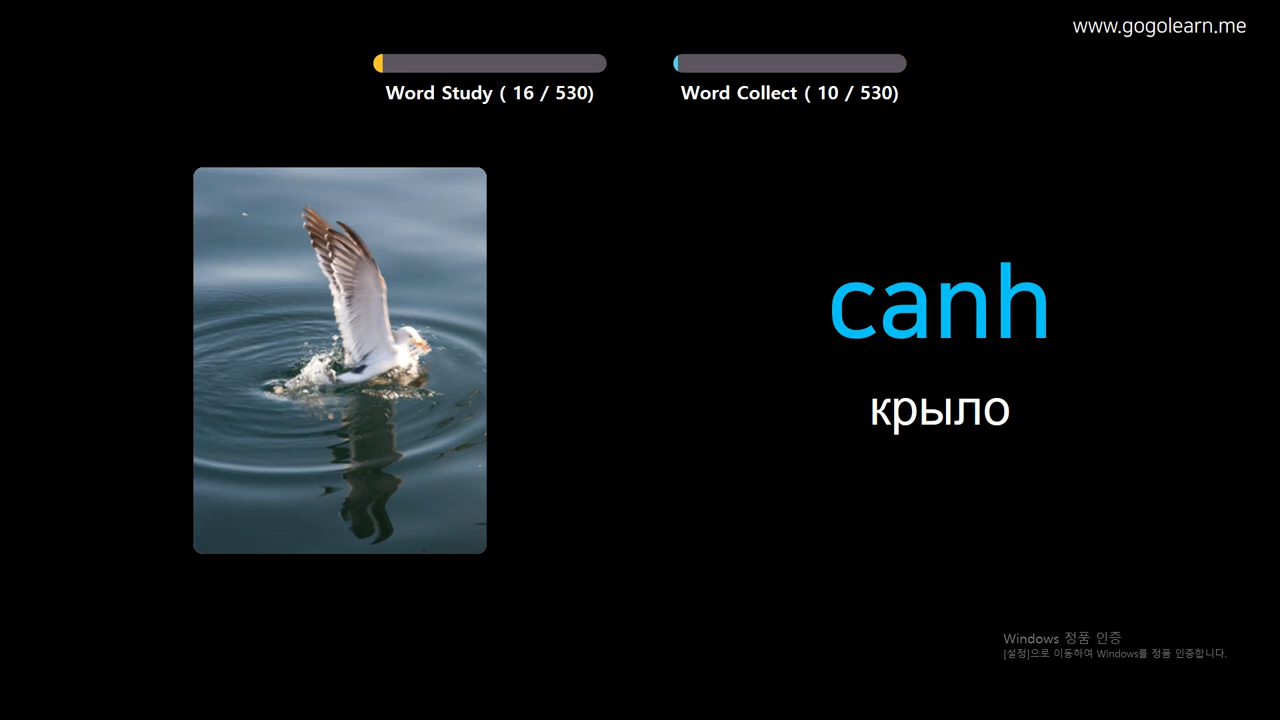 www.gogolearn.me
Word Study ( 16 / 530)
Word Collect ( 10 / 530)
canh
крыло
Windows 정품 인증
[설정]으로 이동하여 Windows를 정품 인증합니다.